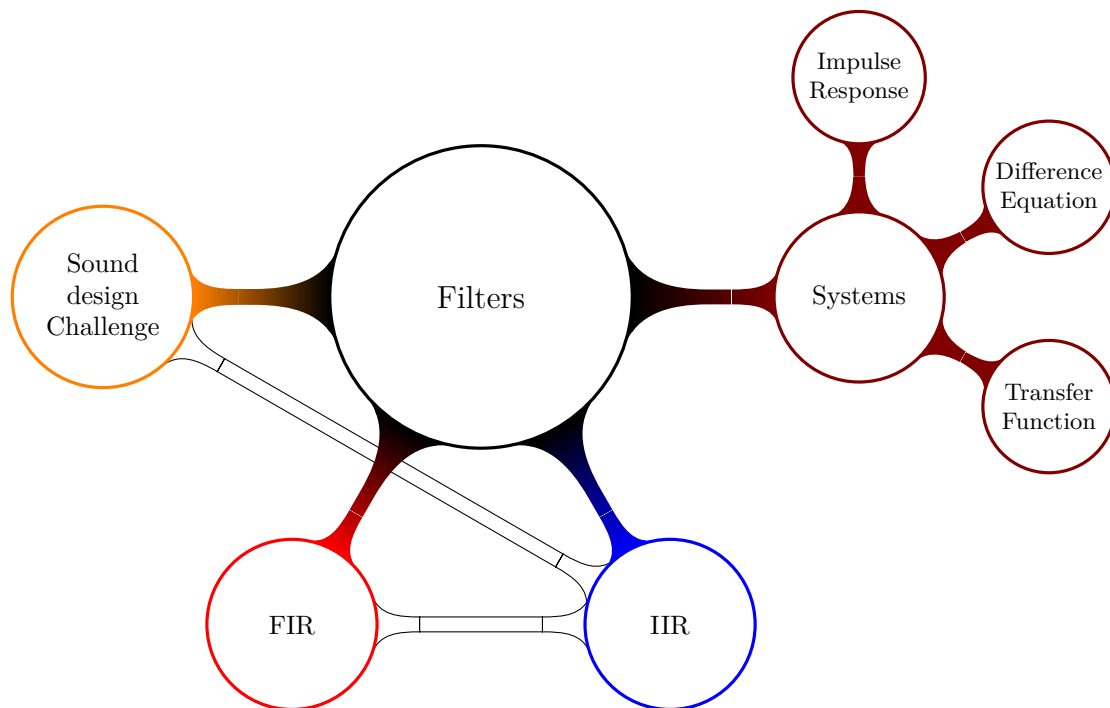 Impulse
Response
Difference
Equation
Sound
design
Challenge
Filters
Systems
Transfer
Function
FIR
IIR